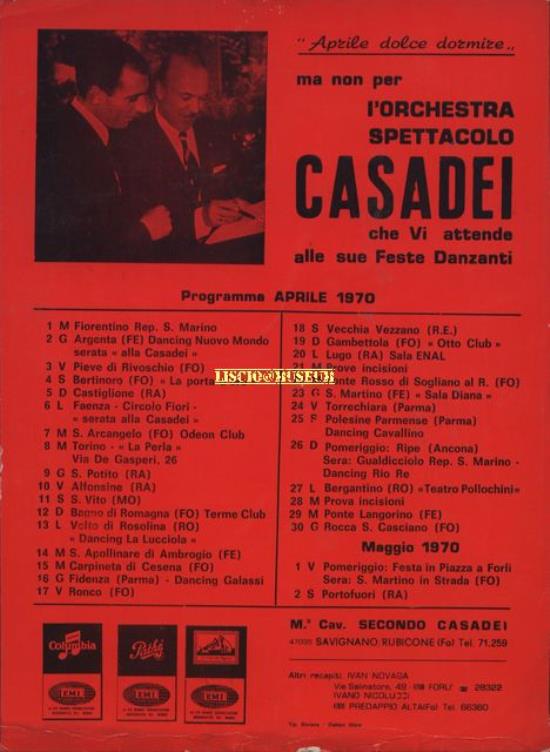 "Aprile dolce dormire"
ma non per
l'ORCHESTRA
SPETTACOLO
CASADEI
che Vi attende
alle sue Feste Danzanti
Programma APRILE 1970
1 M Fiorentino Rep. S. Marino
2 G Argenta (FE) Dancing Nuovo Mondo
serata « alla Casadei »
3 V Pieve di Rivoschio (FO)
4 S Bertinoro (FO) « La porta
5 D Castiglione (RA)
6 L Faenza - Circolo Fiori -
« serata alla Casadei »
7 M S. Arcangelo (FO) Odeon Club
8 M Torino - « La Perla »
Via De Gasperi, 26
9 G S. Potito (RA)
10 V Alfonsine (RA)
11 S S. Vito (MO)
12 D Bagno di Romagna (FO) Terme Club
13 L Volto di Rosolina (RO)
« Dancing La Lucciola »
14 M S. Apollinare di Ambrogio (FE)
15 M Carpineta di Cesena (FO)
16 G Fidenza (Parma) - Dancing Galassi
17 V Ronco (FO)
LISCIO@MUSEUM
18 S Vecchia Vezzano (R.E.)
19 D Gambettola (FO) « Otto Club »
20 L Lugo (RA) Sala ENAL
21 M Prove incisioni
Monte Rosso di Sogliano al R. (FO)
23 G S. Martino (FE) « Sala Diana »
24 V Torrechiara (Parma)
25 S Polesine Parmense (Parma)
Dancing Cavallino
26 D Pomeriggio: Ripe (Ancona)
Sera: Gualdicciolo Rep. S. Marino -
Dancing Rio Re
27 L Bergantino (RO) «Teatro Pollochini»
28 M Prova incisioni
29 M Ponte Langorino (FE)
30 G Rocca S. Casciano (FO)
Maggio 1970
1 V Pomeriggio: Festa in Piazza a Forlì
Sera: S. Martino in Strada (FO)
2 S Portofuori (RA)
M.° Cav. SECONDO CASADEI
47039 SAVIGNANO/RUBICONE (Fo) Tel. 71.259
Altri recapiti: IVAN NOVAGA
Via Salinatore, 49 - FORLI' 28322
IVANO NICOLUCCI
PREDAPPIO ALTA(Fo) Tel. 66360
Columbia
EMI
Pathé
EMI
EMI